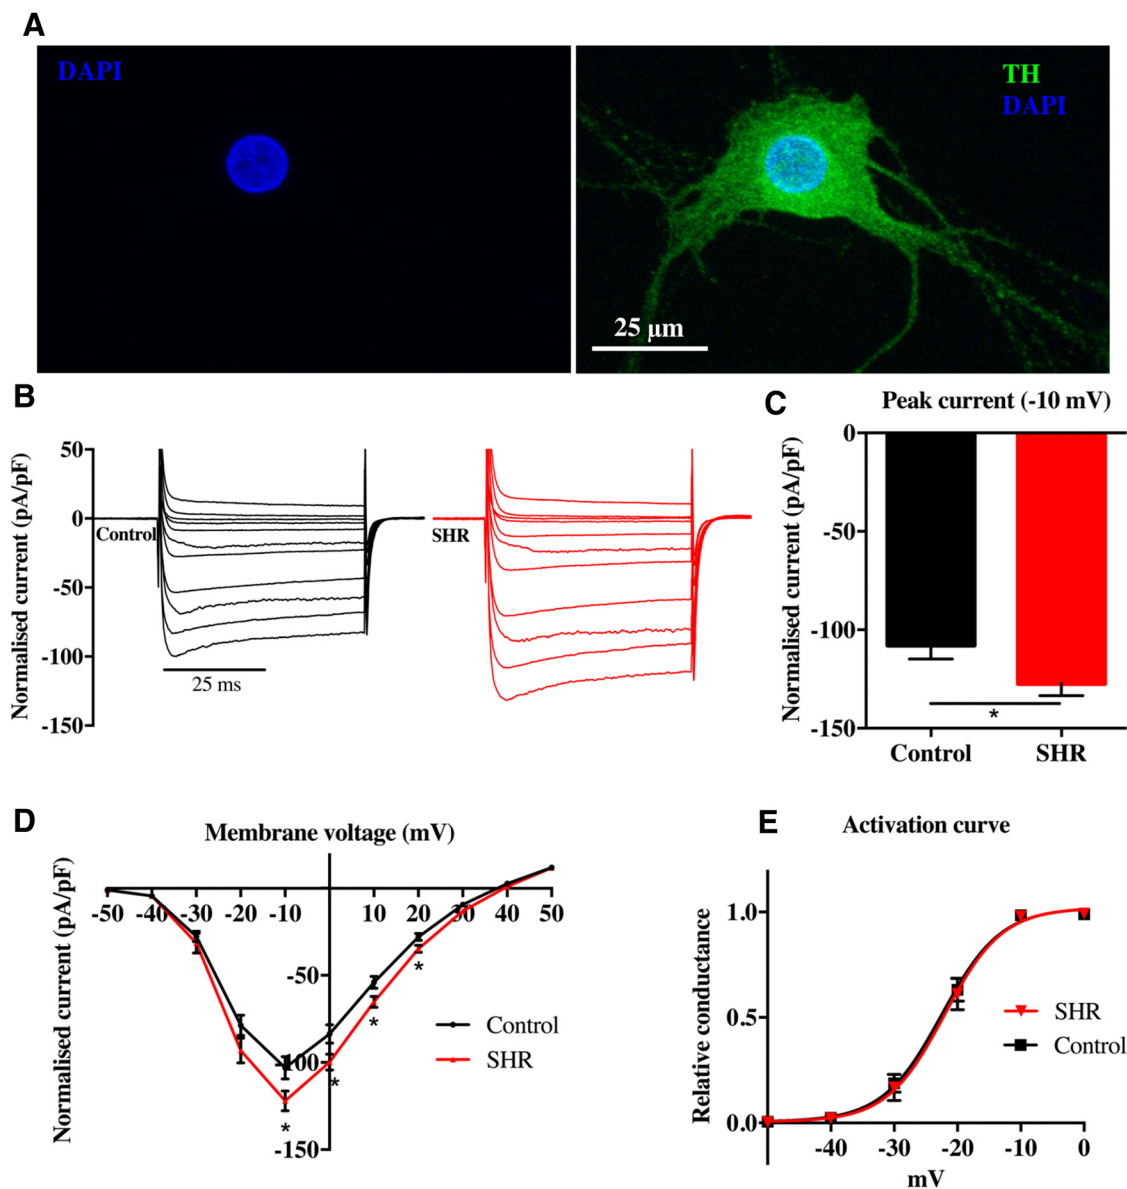 A
DAPI
TH
DAPI
25 μm
B
Normalised current (pA/pF)
50
0
-50
-100
-150
Control
SHR
25 ms
C
Peak current (-10 mV)
Normalised current (pA/pF)
0
-50
-100
-150
*
Control
SHR
D
Membrane voltage (mV)
Normalised current (pA/pF)
-50 -40 -30 -20 -10 10 20 30 40 50
-50
-100
-150
*
*
*
*
Control
SHR
E
Activation curve
Relative conductance
1.0
0.5
0.0
SHR
Control
-40 -30 -20 -10 0
mV